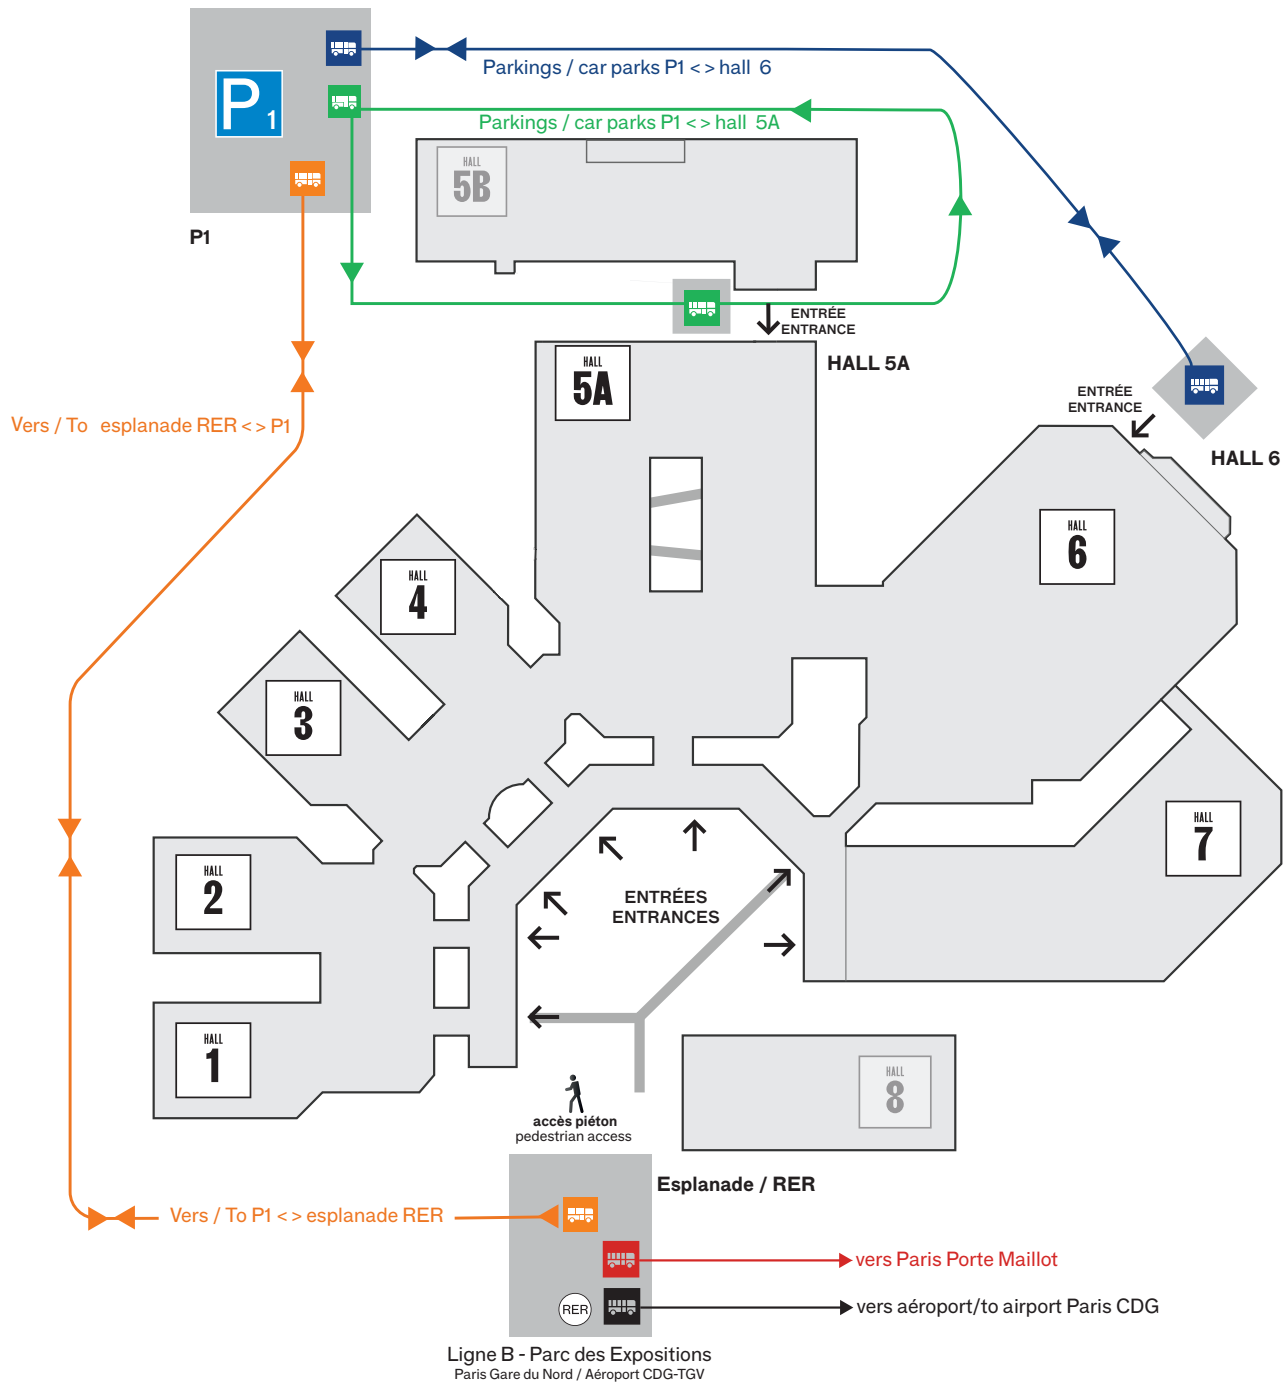 Parkings / car parks P1 < > hall 6
P 1
Parkings / car parks P1 < > hall 5A
HALL
5B
P1
ENTRÉE
ENTRANCE
HALL 5A
HALL
5A
ENTRÉE
ENTRANCE
HALL 6
Vers / To esplanade RER < > P1
HALL
6
HALL
4
HALL
3
HALL
7
HALL
2
ENTRÉES
ENTRANCES
HALL
1
HALL
8
accès piéton
pedestrian access
Esplanade / RER
Vers / To P1 < > esplanade RER
vers Paris Porte Maillot
RER
vers aéroport/to airport Paris CDG
Ligne B - Parc des Expositions
Paris Gare du Nord / Aéroport CDG-TGV